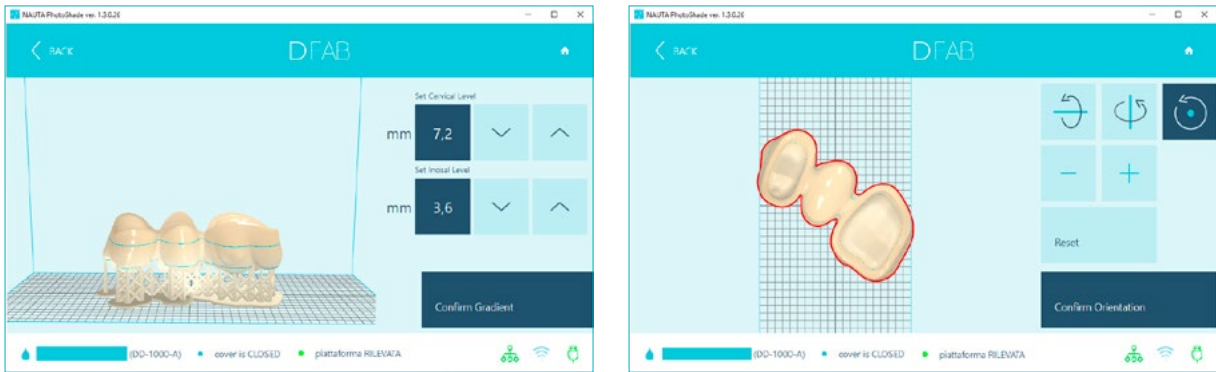 NAUTA PhotoShade ver. 1.3.0.26
BACK
DFAB
Set Cervical Level
mm 7,2
Set Incisal Level
mm 3,6
Confirm Gradient
(DD-1000-A) cover is CLOSED piattaforma RILEVATA
NAUTA PhotoShade ver. 1.3.0.26
BACK
DFAB
Reset
Confirm Orientation
(DD-1000-A) cover is CLOSED piattaforma RILEVATA